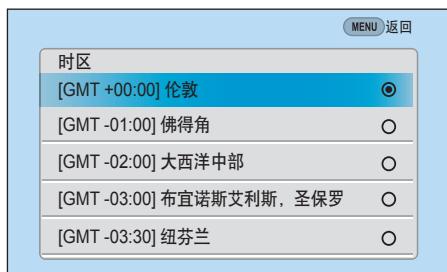 MENU 返回
时区
[GMT +00:00] 伦敦
[GMT -01:00] 佛得角
[GMT -02:00] 大西洋中部
[GMT -03:00] 布宜诺斯艾利斯，圣保罗
[GMT -03:30] 纽芬兰